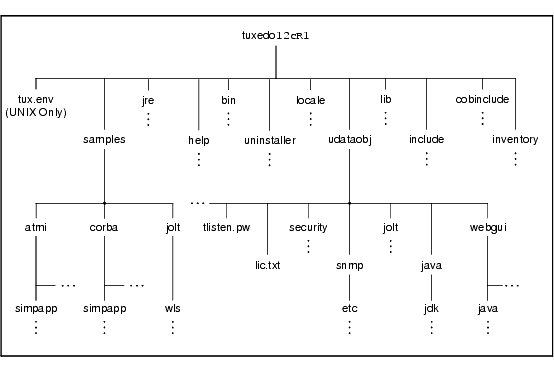 tuxedo12cR1
tux.env
(UNIX Only)
jre
bin
locale
lib
cobinclude
samples
help
uninstaller
udataobj
include
inventory
atmi
corba
jolt
tlisten.pw
security
jolt
webgui
lic.txt
snmp
java
simpapp
simpapp
wls
etc
jdk
java